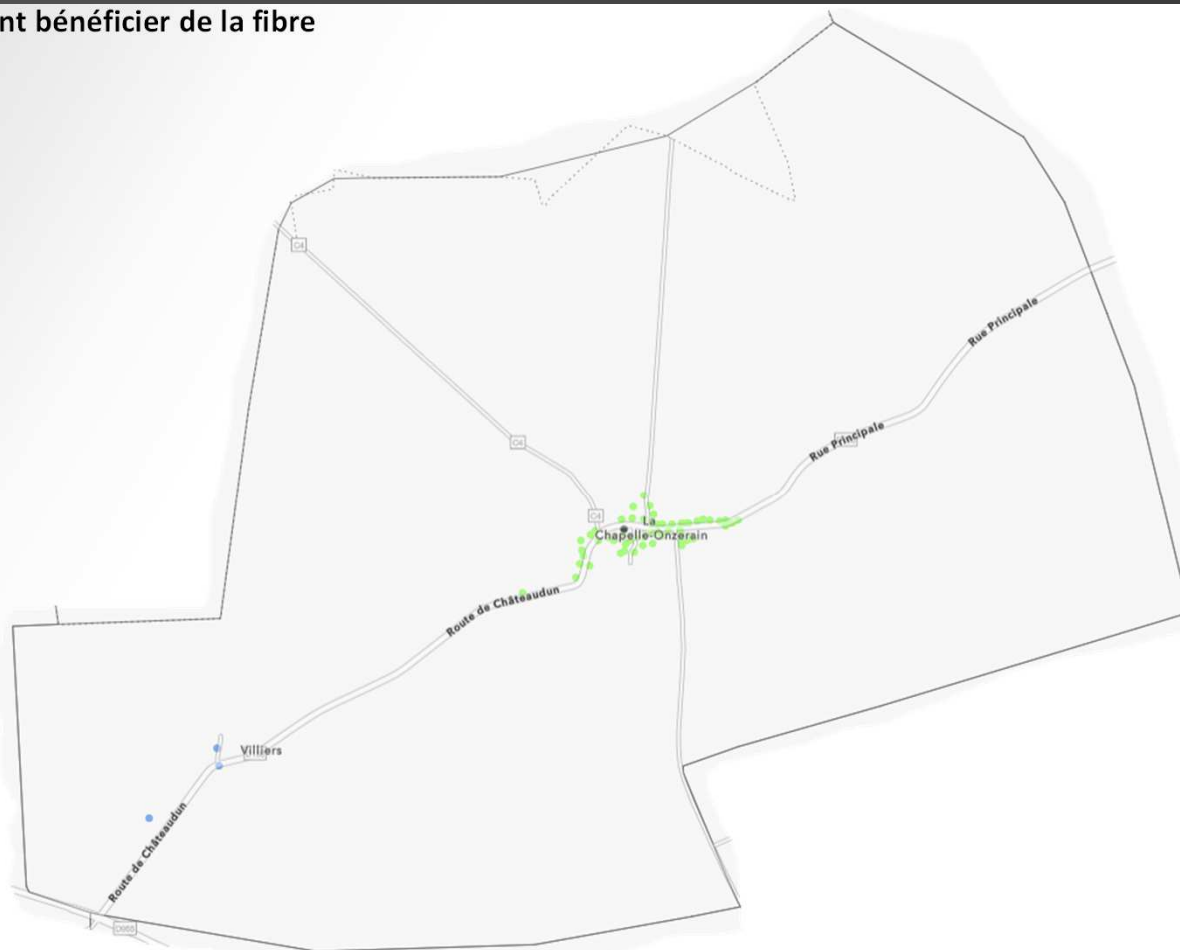 nt bénéficier de la fibre
C4
Rue Principale
C4
Rue Principale
C4
La
Chapelle-Onzerain
Route de Châteaudun
Villiers
Route de Châteaudun
D955